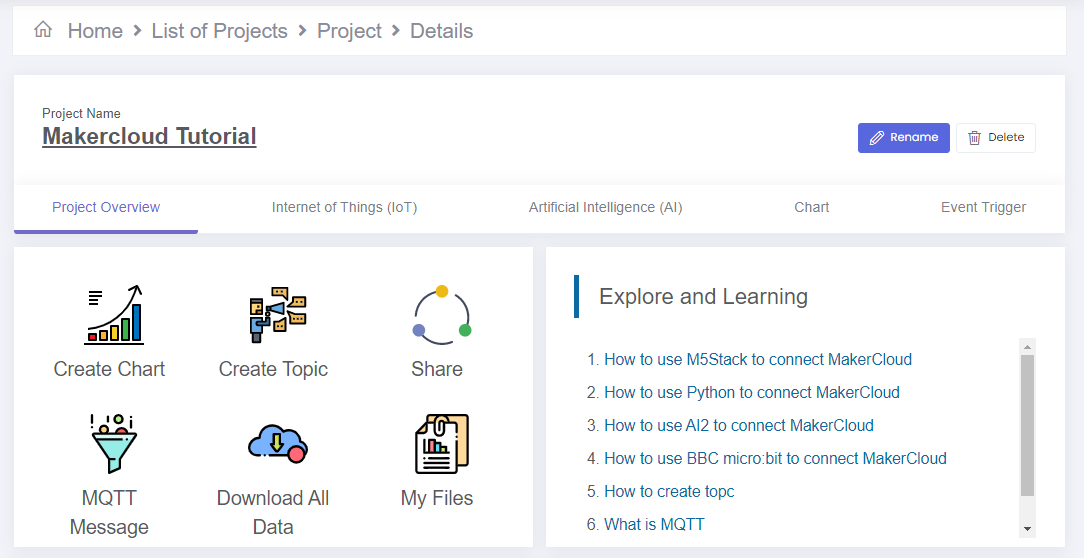 Home > List of Projects > Project > Details
Project Name
Makercloud Tutorial
Rename
Delete
Project Overview
Internet of Things (IoT)
Artificial Intelligence (AI)
Chart
Event Trigger
Create Chart
Create Topic
Share
MQTT
Message
Download All
Data
My Files
Explore and Learning
1. How to use M5Stack to connect MakerCloud
2. How to use Python to connect MakerCloud
3. How to use AI2 to connect MakerCloud
4. How to use BBC micro:bit to connect MakerCloud
5. How to create topc
6. What is MQTT